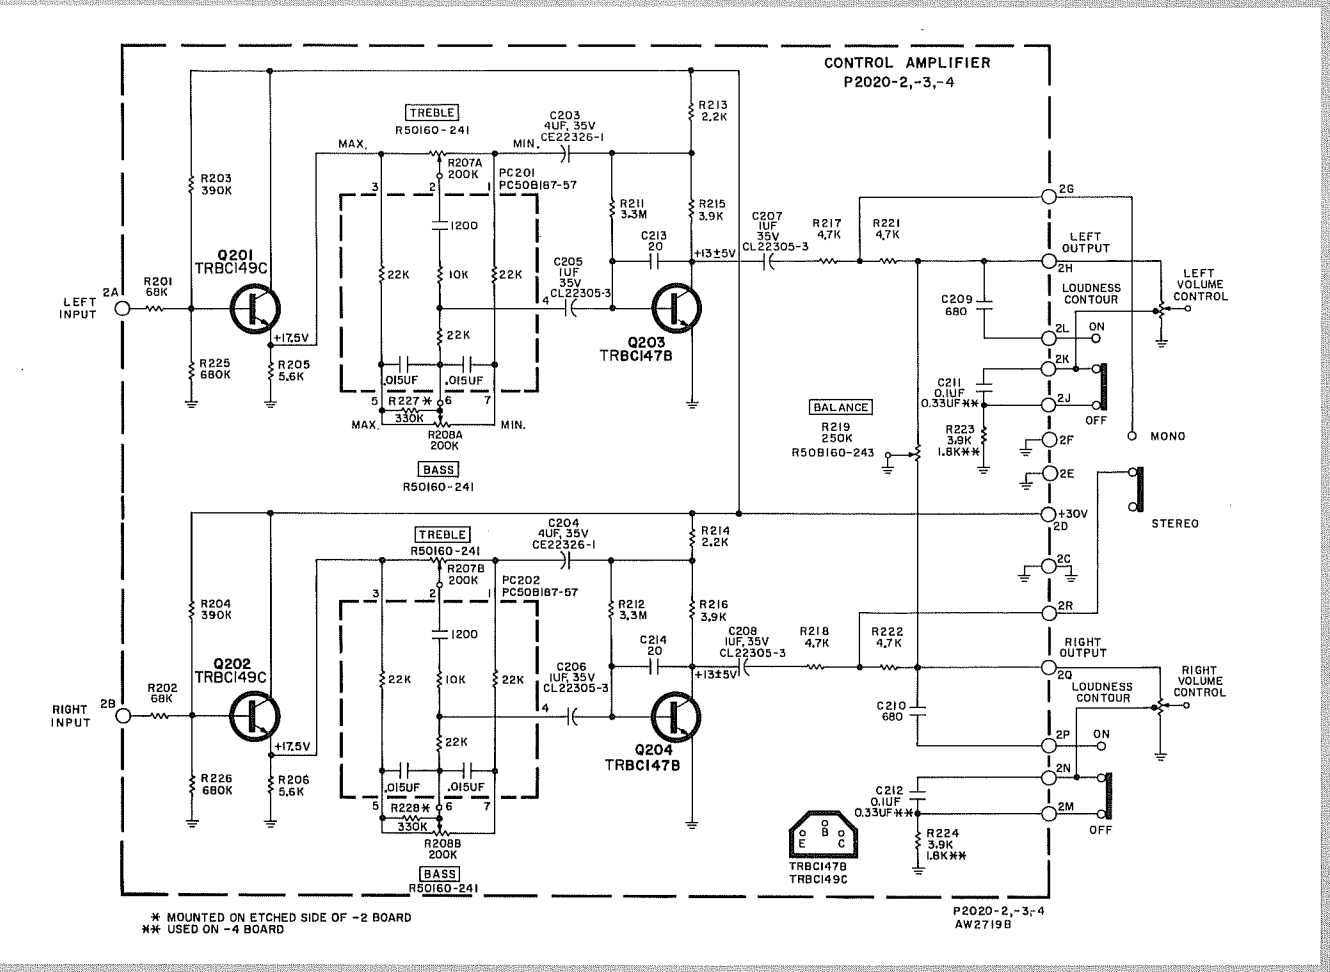 CONTROL AMPLIFIER
P2020-2,-3,-4
TREBLE
R50160-241
MAX.
MIN.
C203
4UF, 35V
CE22326-1
R213
2.2K
R207A
200K
3
2
1
PC201
PC50B187-57
R203
390K
1200
R211
3.3M
R215
3.9K
C213
20
+13±5V
C207
1UF
35V
CL22305-3
R217
4.7K
R221
4.7K
2G
LEFT
OUTPUT
2H
Q201
TRBC149C
22K
10K
22K
C205
1UF
35V
CL22305-3
4
LEFT
INPUT
2A
R201
68K
+17.5V
22K
Q203
TRBC147B
C209
680
LOUDNESS
CONTOUR
LEFT
VOLUME
CONTROL
2L
ON
2K
R225
680K
R205
5.6K
.015UF
.015UF
5
R227 *
330K
6
7
MAX.
MIN.
R208A
200K
BASS
R50160-241
C211
0.1UF
0.33UF**
2J
OFF
BALANCE
R219
250K
R50B160-243
R223
3.9K
1.8K**
2F
MONO
2E
+30V
2D
STEREO
TREBLE
R50160-241
C204
4UF, 35V
CE22326-1
R214
2.2K
R207B
200K
3
2
1
PC202
PC50B187-57
2C
R204
390K
1200
R212
3.3M
R216
3.9K
2R
C214
20
+13±5V
C208
1UF, 35V
CL22305-3
R218
4.7K
R222
4.7K
RIGHT
OUTPUT
2Q
Q202
TRBC149C
22K
10K
22K
C206
1UF, 35V
CL22305-3
4
RIGHT
INPUT
2B
R202
68K
+17.5V
22K
Q204
TRBC147B
C210
680
LOUDNESS
CONTOUR
RIGHT
VOLUME
CONTROL
2P
ON
2N
R226
680K
R206
5.6K
.015UF
.015UF
5
R228*
330K
6
7
R208B
200K
BASS
R50160-241
C212
0.1UF
0.33UF**
2M
OFF
R224
3.9K
1.8K**
B
E
C
TRBC147B
TRBC149C
* MOUNTED ON ETCHED SIDE OF -2 BOARD
** USED ON -4 BOARD
P2020-2,-3,-4
AW2719B